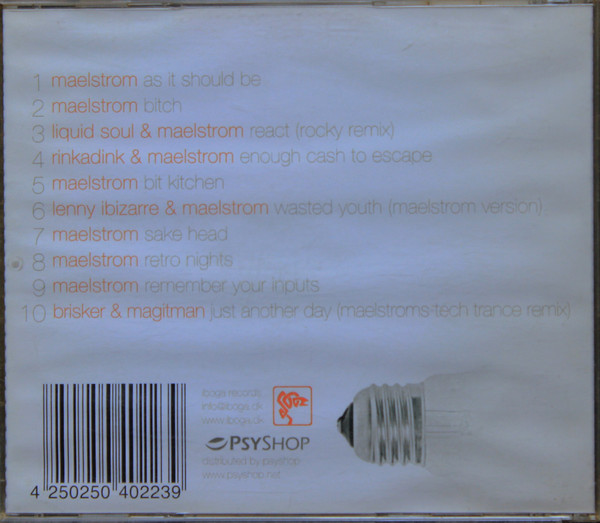 1 maelstrom as it should be
2 maelstrom bitch
3 liquid soul & maelstrom react (rocky remix)
4 rinkadink & maelstrom enough cash to escape
5 maelstrom bit kitchen
6 lenny ibizarre & maelstrom wasted youth (maelstrom version)
7 maelstrom sake head
8 maelstrom retro nights
9 maelstrom remember your inputs
10 brisker & magitman just another day (maelstroms-tech trance remix)
iboga records
info@iboga.dk
www.iboga.dk
PSYSHOP
distributed by psyshop
www.psyshop.net
4 250250 402239